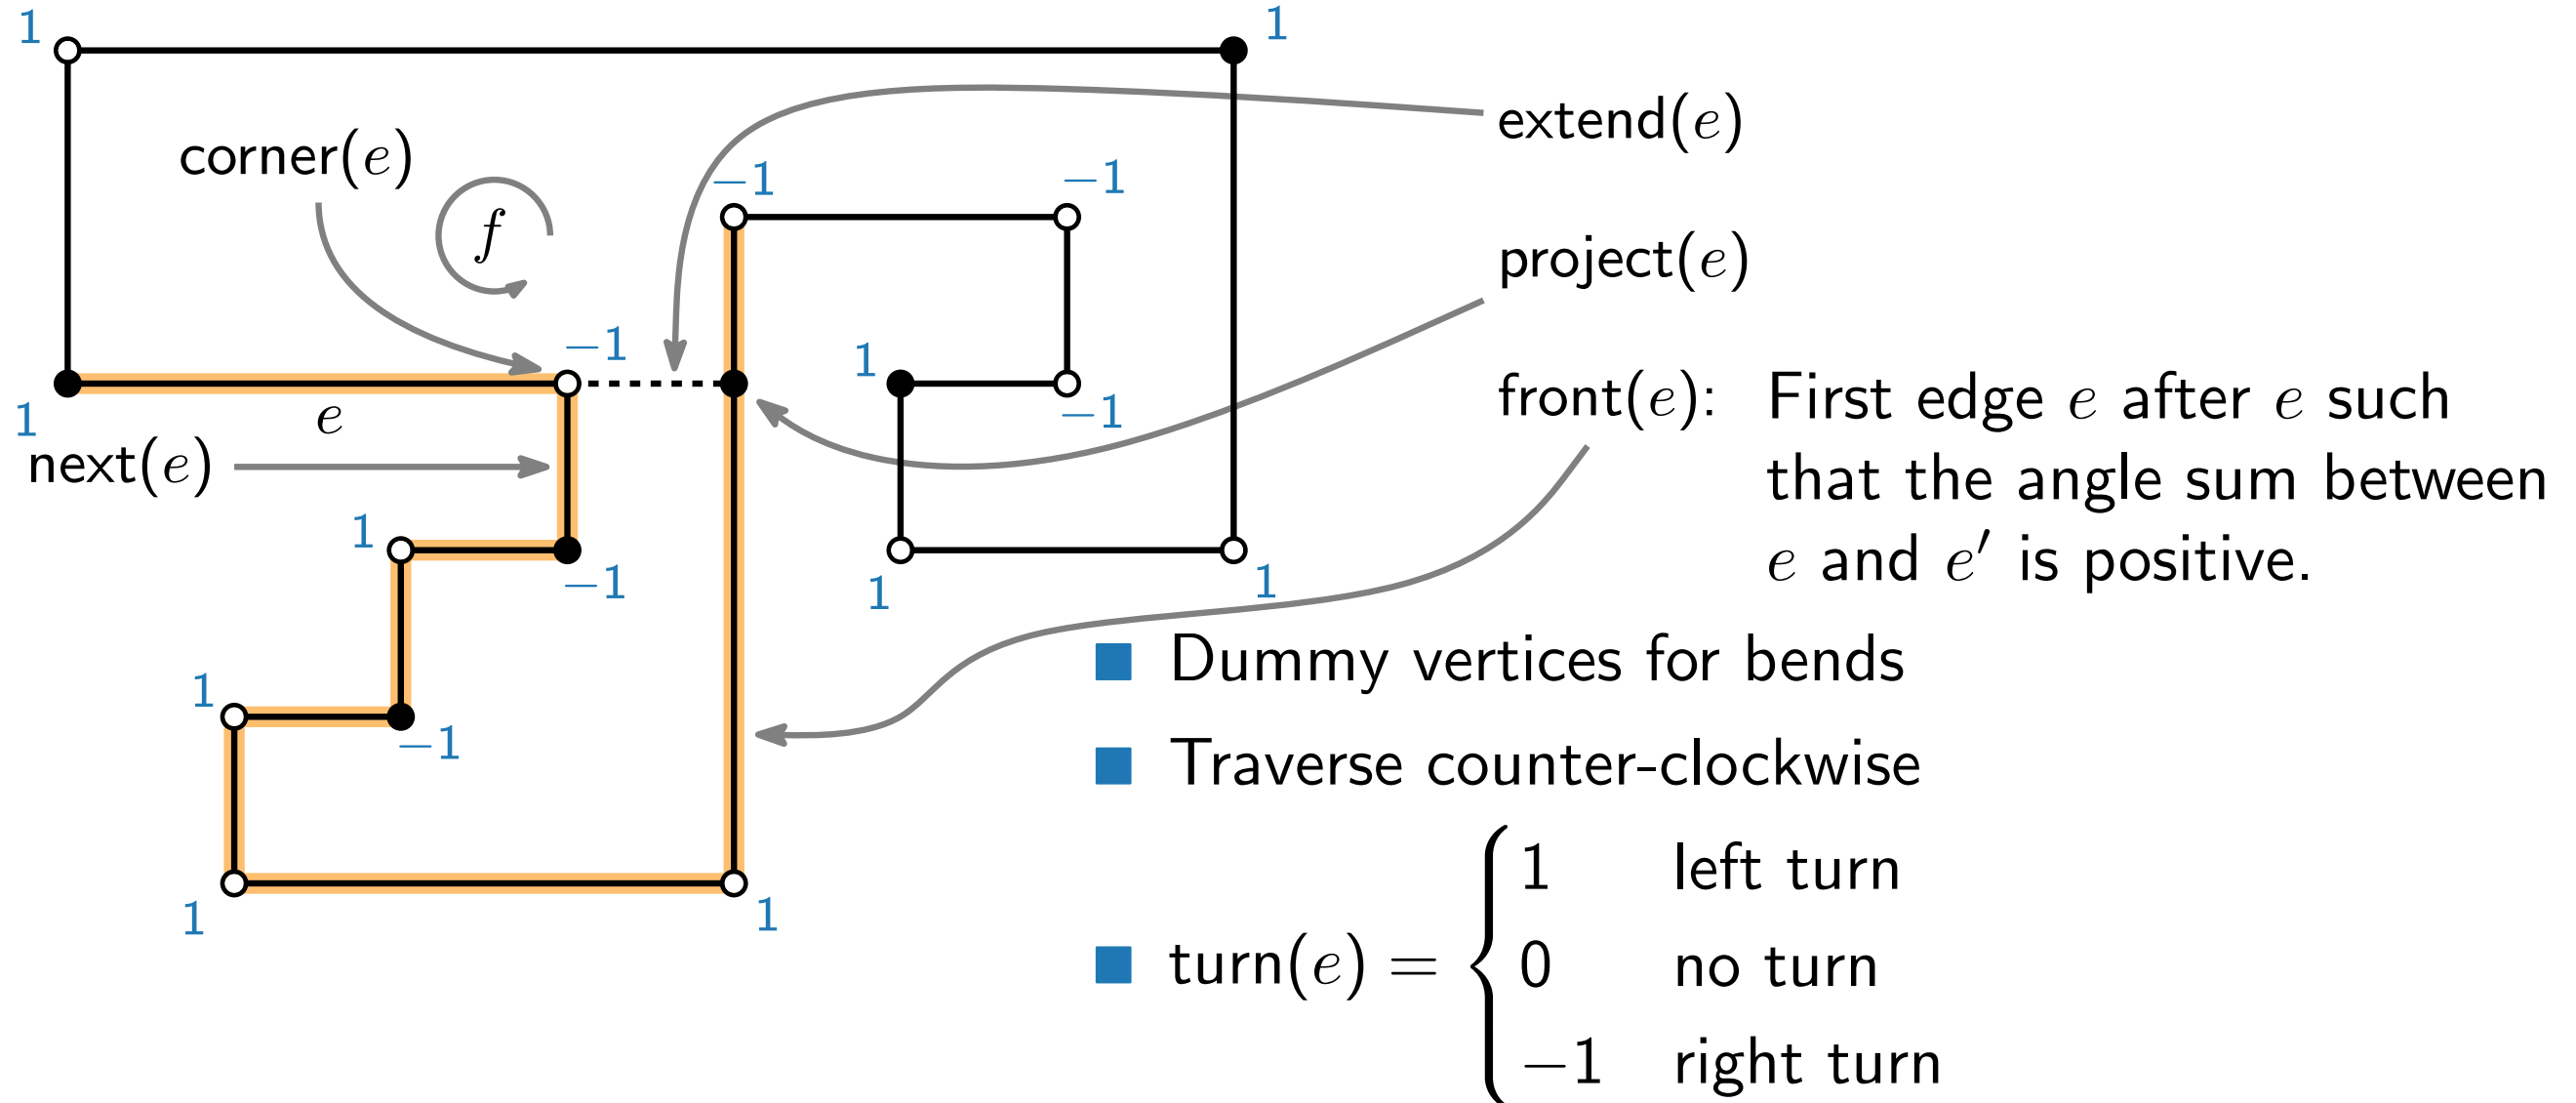 1
1
extend(e)
corner(e)
f
−1
−1
project(e)
−1
1
−1
front(e): First edge e after e such
that the angle sum between
e and e′ is positive.
1
e
next(e)
1
−1
1
1
1
−1
Dummy vertices for bends
Traverse counter-clockwise
1
1
turn(e) = { 1 left turn
0 no turn
−1 right turn